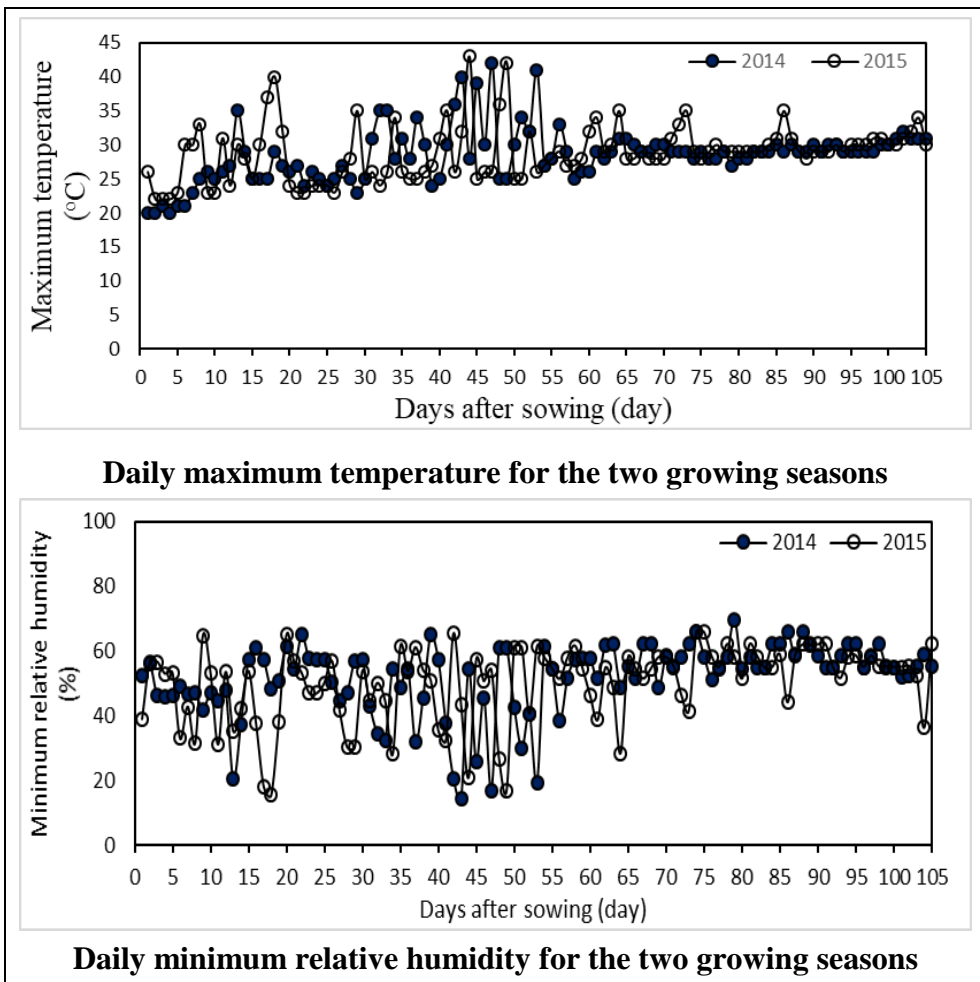 45
40
35
30
25
20
15
10
5
0
Maximum temperature
(°C)
2014 2015
0 5 10 15 20 25 30 35 40 45 50 55 60 65 70 75 80 85 90 95 100 105
Days after sowing (day)
Daily maximum temperature for the two growing seasons
100
80
60
40
20
0
Minimum relative humidity
(%)
2014 2015
0 5 10 15 20 25 30 35 40 45 50 55 60 65 70 75 80 85 90 95 100 105
Days after sowing (day)
Daily minimum relative humidity for the two growing seasons